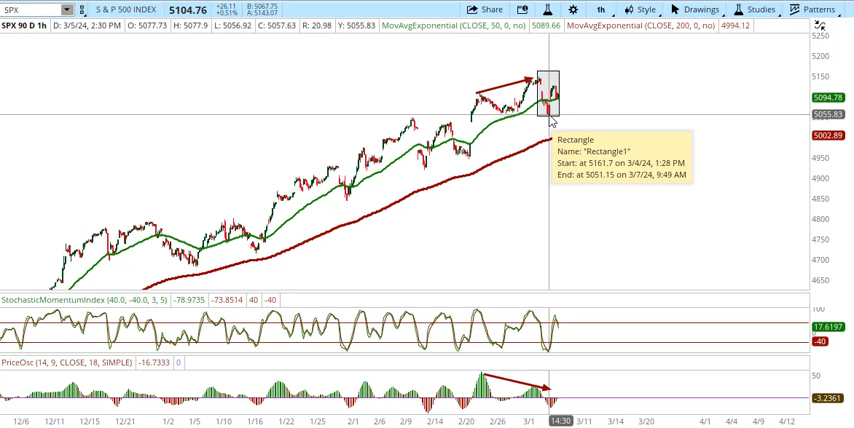 SPX S & P 500 INDEX 5104.76 +26.11 +0.51% B: 5067.75 A: 5143.07 Share 1h Style Drawings Studies Patterns
SPX 90 D 1h D: 3/5/24, 2:30 PM O: 5077.73 H: 5077.9 L: 5056.92 C: 5057.63 R: 20.98 Y: 5055.83 MovAvgExponential (CLOSE, 50, 0, no) 5089.66 MovAvgExponential (CLOSE, 200, 0, no) 4994.12
5250
5200
5150
5094.78
5055.83
5002.89
4950
4900
4850
4800
4750
4700
4650
Rectangle
Name: "Rectangle1"
Start: at 5161.7 on 3/4/24, 1:28 PM
End: at 5051.15 on 3/7/24, 9:49 AM
StochasticMomentumIndex (40.0, -40.0, 3, 5) -78.9735 -73.8514 40 -40
100
17.6197
-40
PriceOsc (14, 9, CLOSE, 18, SIMPLE) -16.7333 0
50
-3.2361
12/6 12/11 12/15 12/21 1/2 1/5 1/10 1/16 1/22 1/25 2/1 2/6 2/9 2/14 2/20 2/26 3/1 14:30 3/11 3/14 3/20 4/1 4/4 4/9 4/12